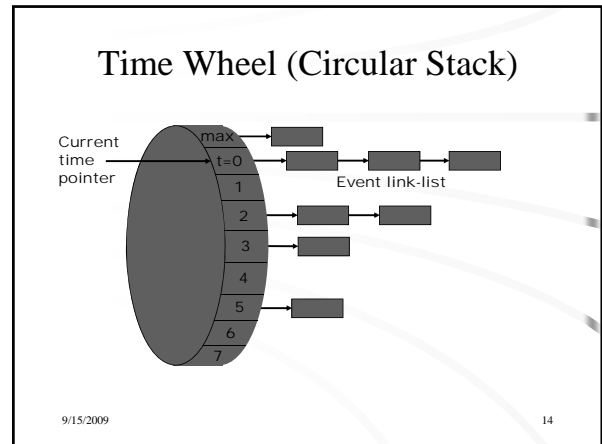 Time Wheel (Circular Stack)
Current
time
pointer
max
t=0
1
2
3
4
5
6
7
Event link-list
9/15/2009
14